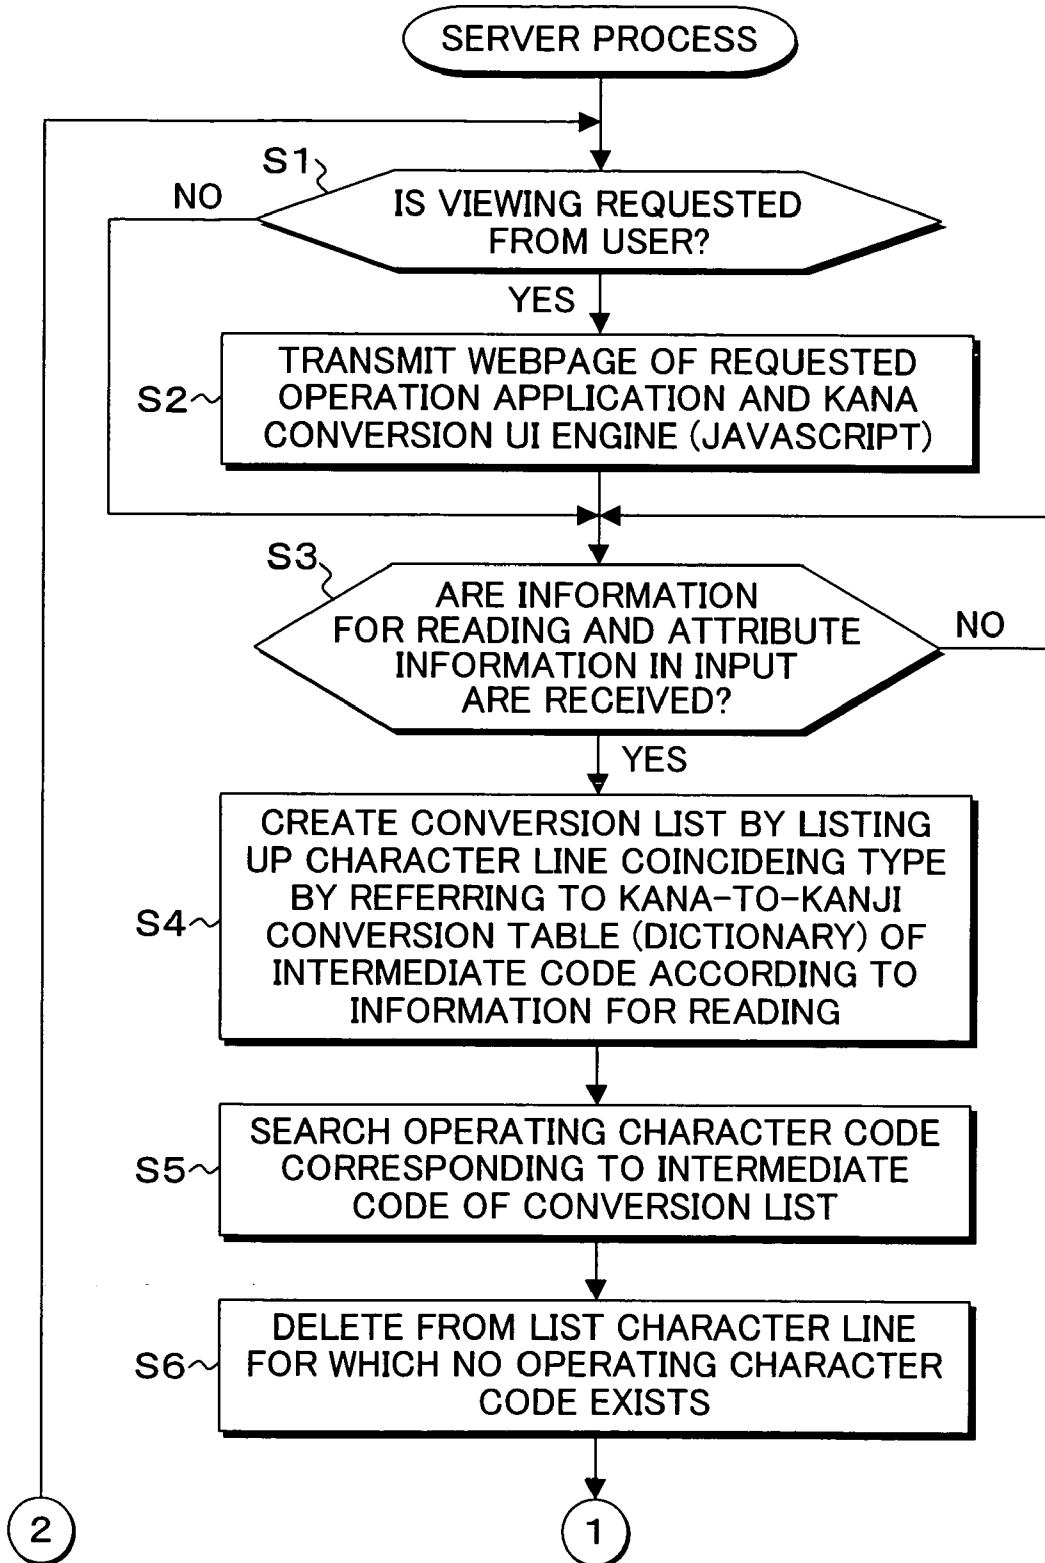 SERVER PROCESS
S1
NO
IS VIEWING REQUESTED
FROM USER?
YES
S2
TRANSMIT WEBPAGE OF REQUESTED
OPERATION APPLICATION AND KANA
CONVERSION UI ENGINE (JAVASCRIPT)
S3
ARE INFORMATION
FOR READING AND ATTRIBUTE
INFORMATION IN INPUT
ARE RECEIVED?
NO
YES
S4
CREATE CONVERSION LIST BY LISTING
UP CHARACTER LINE COINCIDEING TYPE
BY REFERRING TO KANA-TO-KANJI
CONVERSION TABLE (DICTIONARY) OF
INTERMEDIATE CODE ACCORDING TO
INFORMATION FOR READING
S5
SEARCH OPERATING CHARACTER CODE
CORRESPONDING TO INTERMEDIATE
CODE OF CONVERSION LIST
S6
DELETE FROM LIST CHARACTER LINE
FOR WHICH NO OPERATING CHARACTER
CODE EXISTS
2
1